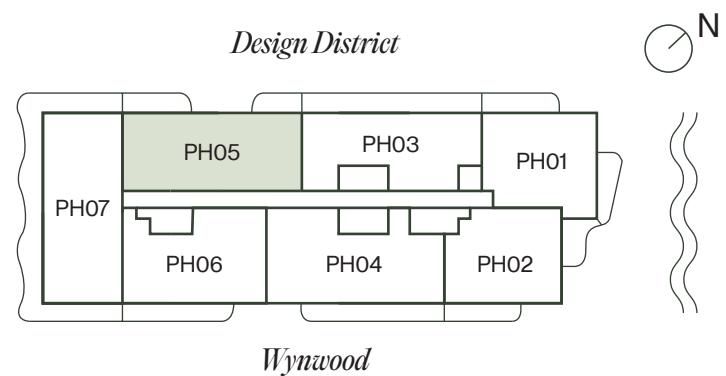 Design District
N
PH05
PH03
PH01
PH07
PH06
PH04
PH02
Wynwood